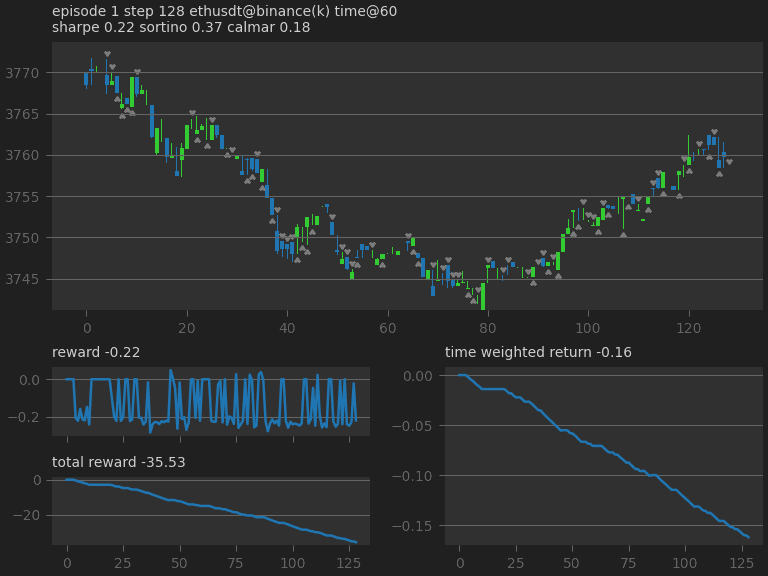 episode 1 step 128 ethusdt@binance(k) time@60
sharpe 0.22 sortino 0.37 calmar 0.18
3770
3765
3760
3755
3750
3745
0 20 40 60 80 100 120
reward -0.22
0.0
−0.2
total reward -35.53
0
−20
0 25 50 75 100 125
time weighted return -0.16
0.00
−0.05
−0.10
−0.15
0 25 50 75 100 125